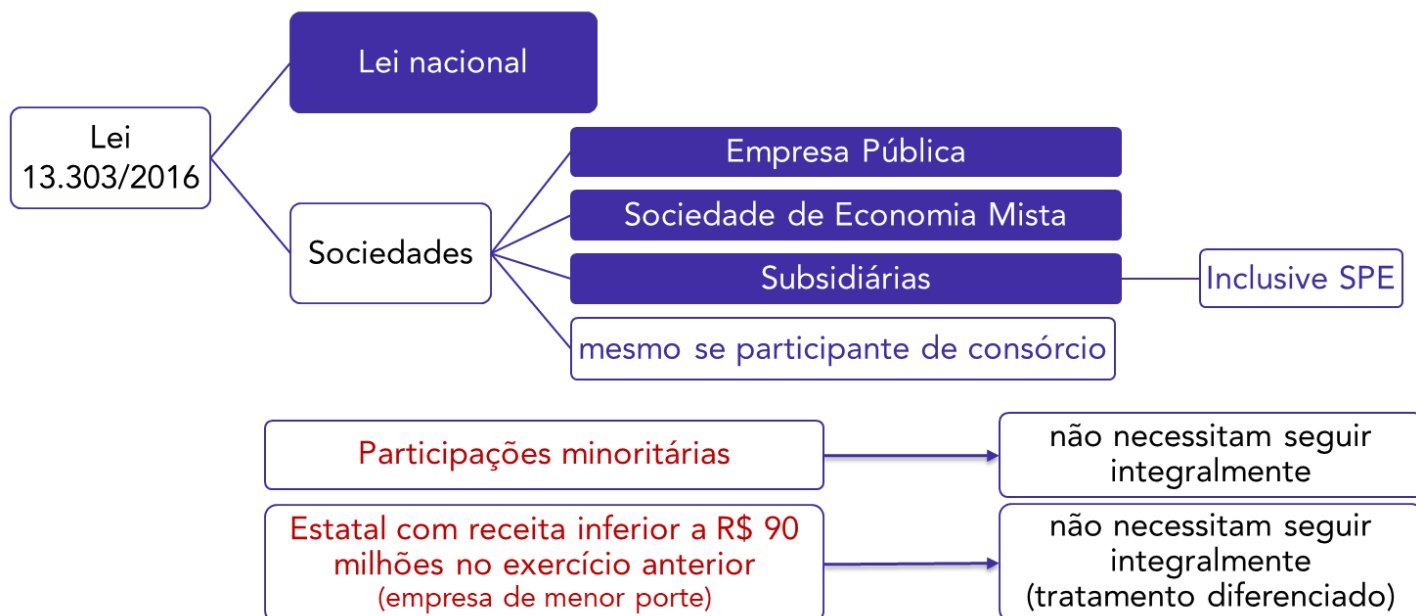 Lei nacional
Lei
13.303/2016
Empresa Pública
Sociedade de Economia Mista
Sociedades
Subsidiárias
Inclusive SPE
mesmo se participante de consórcio
Participações minoritárias
não necessitam seguir
integralmente
Estatal com receita inferior a R$ 90
milhões no exercício anterior
(empresa de menor porte)
não necessitam seguir
integralmente
(tratamento diferenciado)